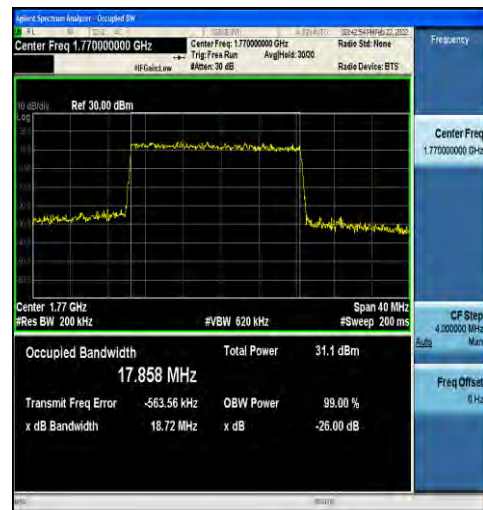 Agilent Spectrum Analyzer - Occupied BW
Center Freq 1.770000000 GHz
Center Freq: 1.770000000 GHz
Radio Std: None
Trig: Free Run
Avg|Hold: 30/30
#IFGain:Low
#Atten: 30 dB
Radio Device: BTS
10 dB/div
Ref 30.00 dBm
Log
Center 1.77 GHz
Span 40 MHz
#Res BW 200 kHz
#VBW 620 kHz
#Sweep 200 ms
Occupied Bandwidth
Total Power
31.1 dBm
17.858 MHz
Transmit Freq Error
-563.56 kHz
OBW Power
99.00 %
x dB Bandwidth
18.72 MHz
x dB
-26.00 dB
Frequency
Center Freq
1.770000000 GHz
CF Step
4.000000 MHz
Auto
Man
Freq Offset
0 Hz